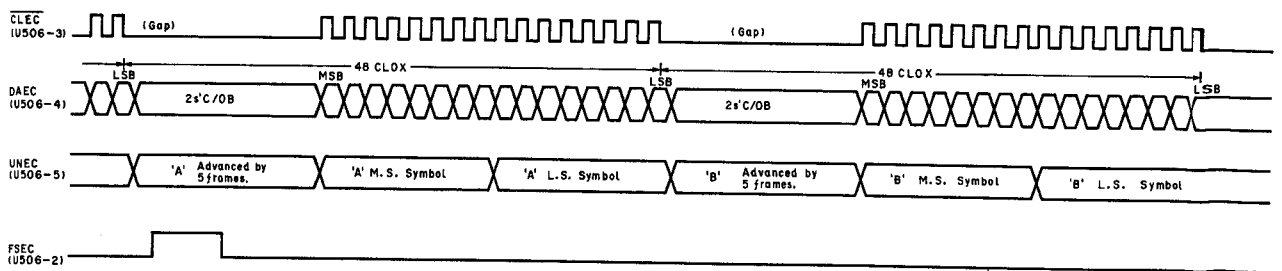 CLEC
(U506-3)
(Gap)
(Gap)
48 CLOX
48 CLOX
LSB
MSB
LSB
MSB
LSB
DAEC
(U506-4)
2s'C/OB
2s'C/OB
UNEC
(U506-5)
'A' Advanced by
5 frames.
'A' M.S. Symbol
'A' L.S. Symbol
'B' Advanced by
5 frames.
'B' M.S. Symbol
'B' L.S. Symbol
FSEC
(U506-2)